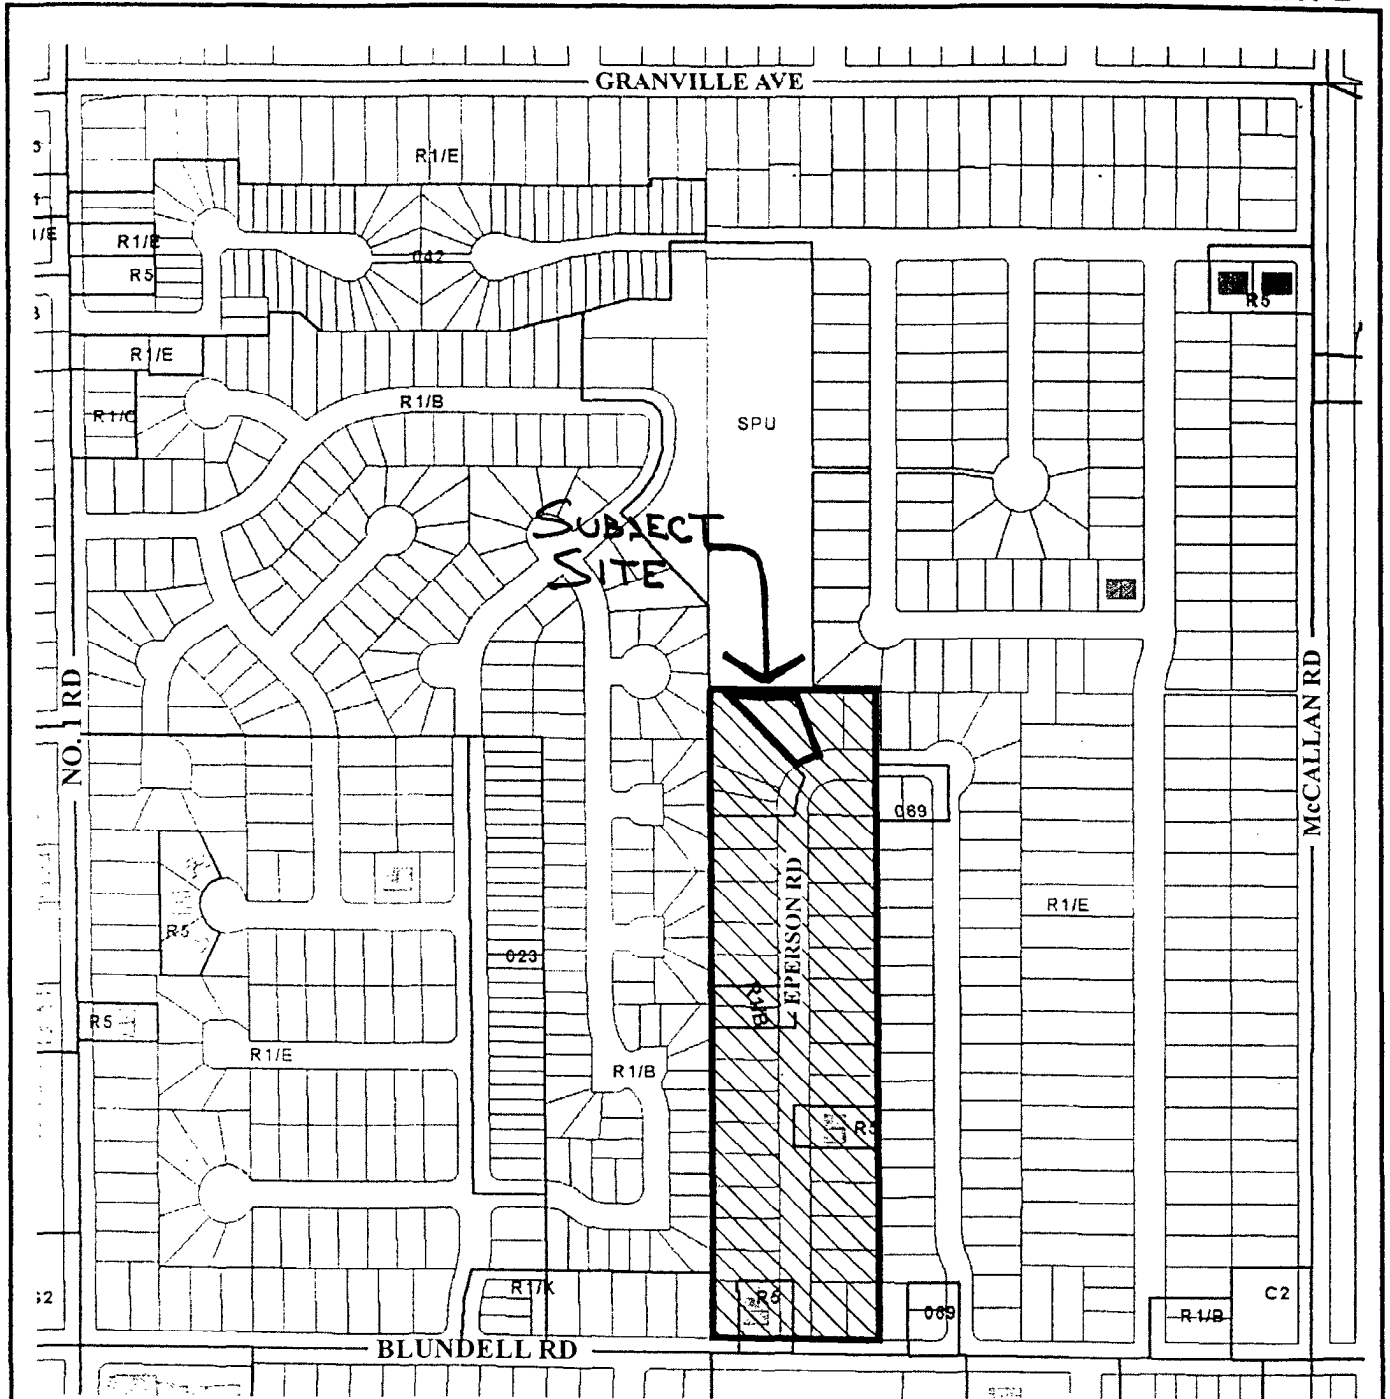 GRANVILLE AVE
R1/E
R1/E
042
R5
R5
R1/E
R1/B
R1/C
SPU
SUBJECT
SITE
NO. 1 RD
McCALLAN RD
069
EPERSON RD
R1/E
R5
023
R1/B
R5
R1/E
R1/B
R5
R1/K
R5
069
R1/B
C2
BLUNDELL RD